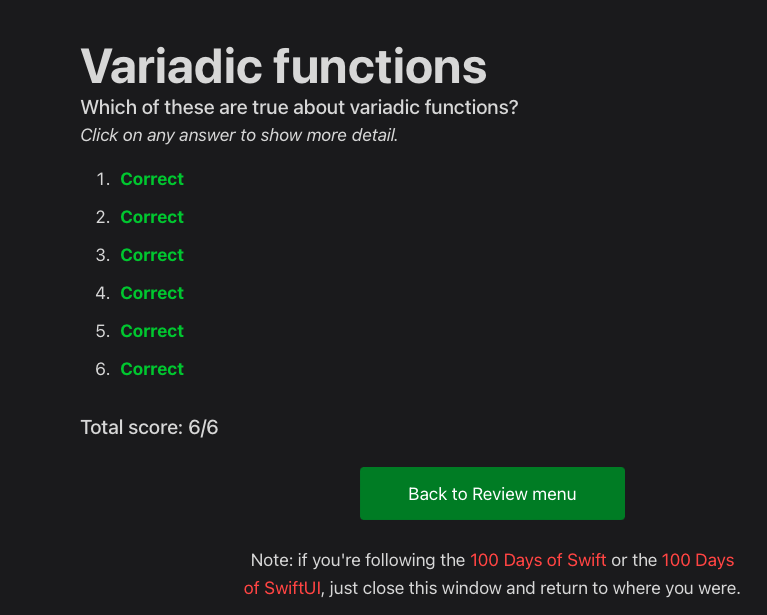 Variadic functions
Which of these are true about variadic functions?
Click on any answer to show more detail.
1. Correct
2. Correct
3. Correct
4. Correct
5. Correct
6. Correct
Total score: 6/6
Back to Review menu
Note: if you're following the 100 Days of Swift or the 100 Days
of SwiftUI, just close this window and return to where you were.